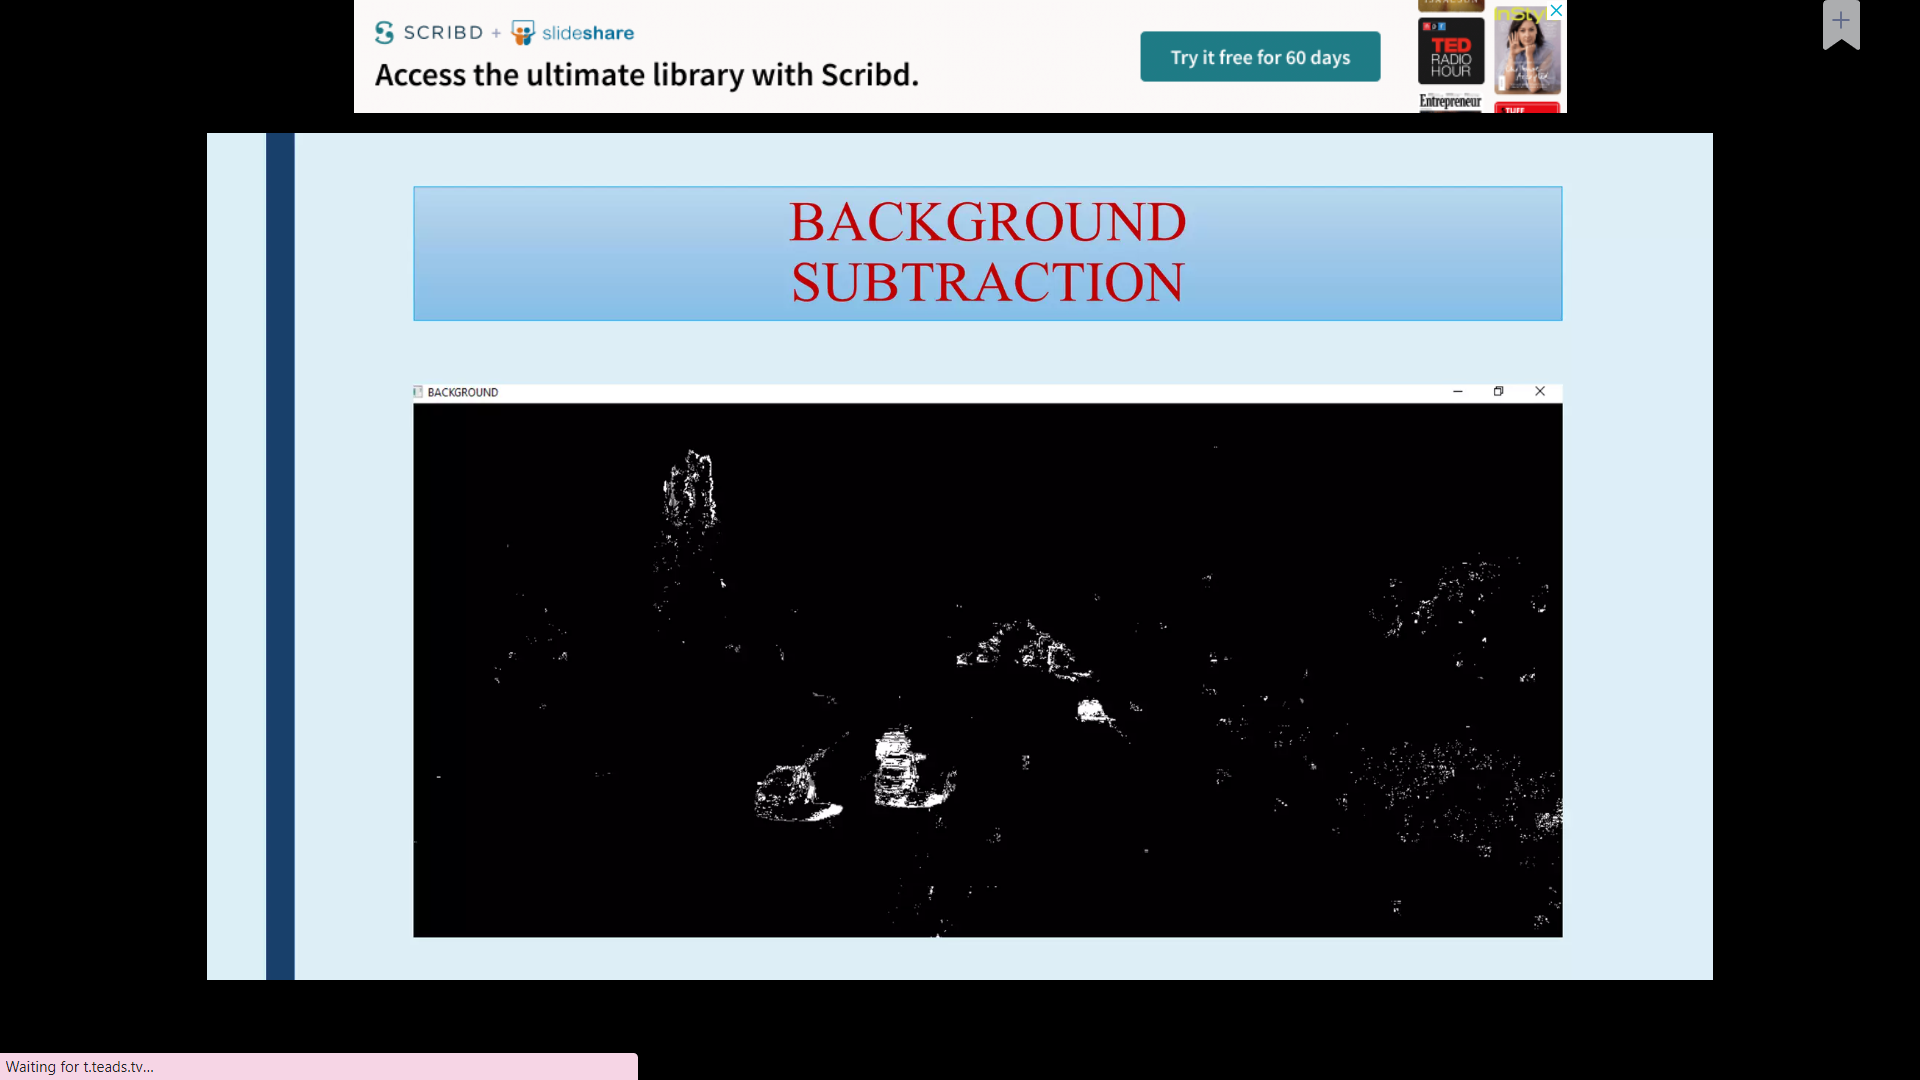 SCRIBD + slideshare
Access the ultimate library with Scribd.
Try it free for 60 days
TED
RADIO
HOUR
InStyl
Entrepreneur
BACKGROUND
SUBTRACTION
BACKGROUND
Waiting for t.teads.tv...